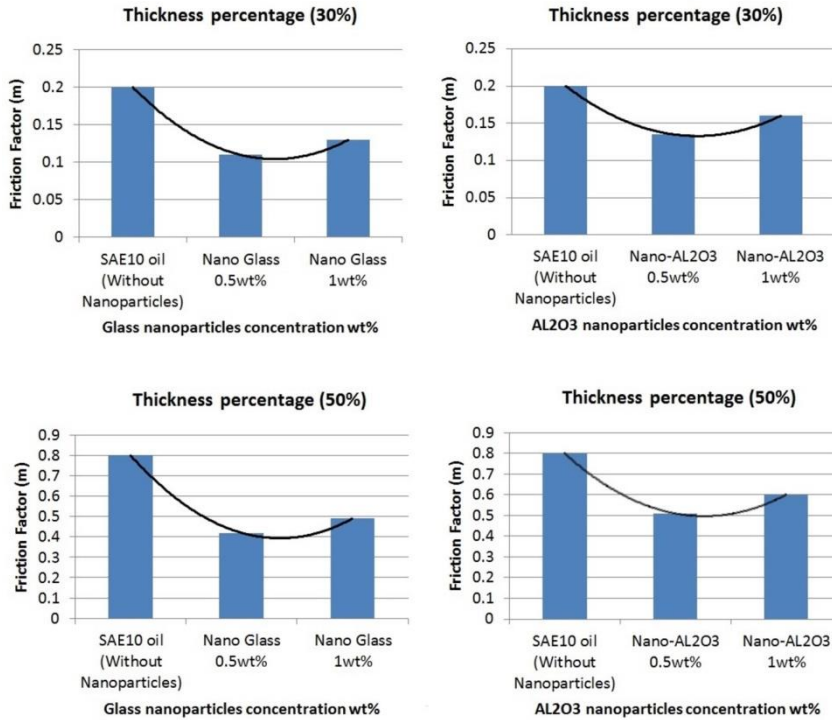 Thickness percentage (30%)
Friction Factor (m)
0.25
0.2
0.15
0.1
0.05
0
SAE10 oil
(Without
Nanoparticles)
Nano Glass
0.5wt%
Nano Glass
1wt%
Glass nanoparticles concentration wt%
Thickness percentage (30%)
Friction Factor (m)
0.25
0.2
0.15
0.1
0.05
0
SAE10 oil
(Without
Nanoparticles)
Nano-AL2O3
0.5wt%
Nano-AL2O3
1wt%
AL2O3 nanoparticles concentration wt%
Thickness percentage (50%)
Friction Factor (m)
0.9
0.8
0.7
0.6
0.5
0.4
0.3
0.2
0.1
0
SAE10 oil
(Without
Nanoparticles)
Nano Glass
0.5wt%
Nano Glass
1wt%
Glass nanoparticles concentration wt%
Thickness percentage (50%)
Friction Factor (m)
0.9
0.8
0.7
0.6
0.5
0.4
0.3
0.2
0.1
0
SAE10 oil
(Without
Nanoparticles)
Nano-AL2O3
0.5wt%
Nano-AL2O3
1wt%
AL2O3 nanoparticles concentration wt%